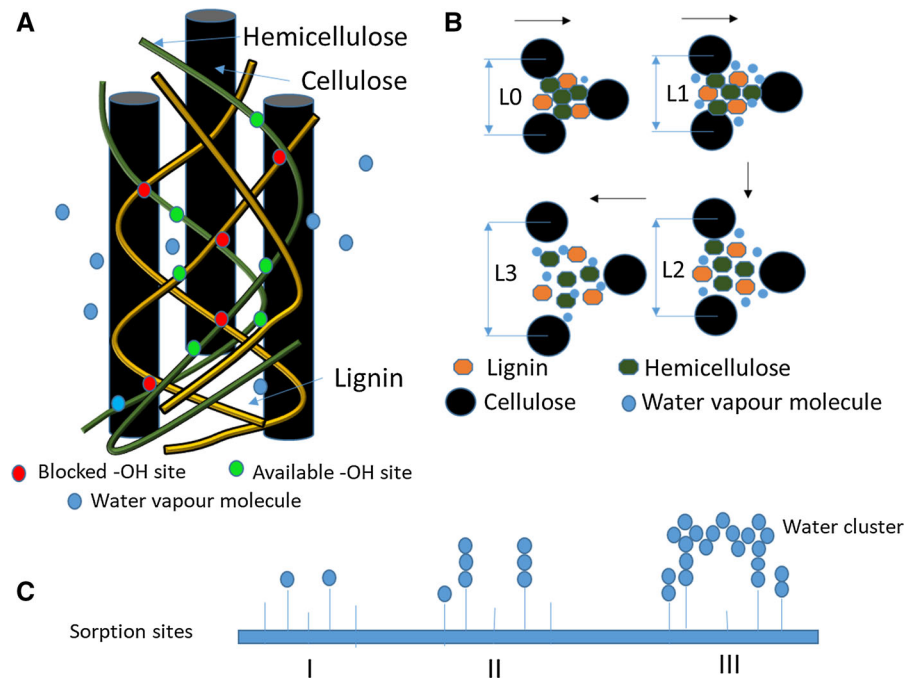 A
Hemicellulose
Cellulose
Lignin
Blocked -OH site
Available -OH site
Water vapour molecule
B
L0
L1
L3
L2
Lignin
Hemicellulose
Cellulose
Water vapour molecule
C
Water cluster
Sorption sites
I
II
III